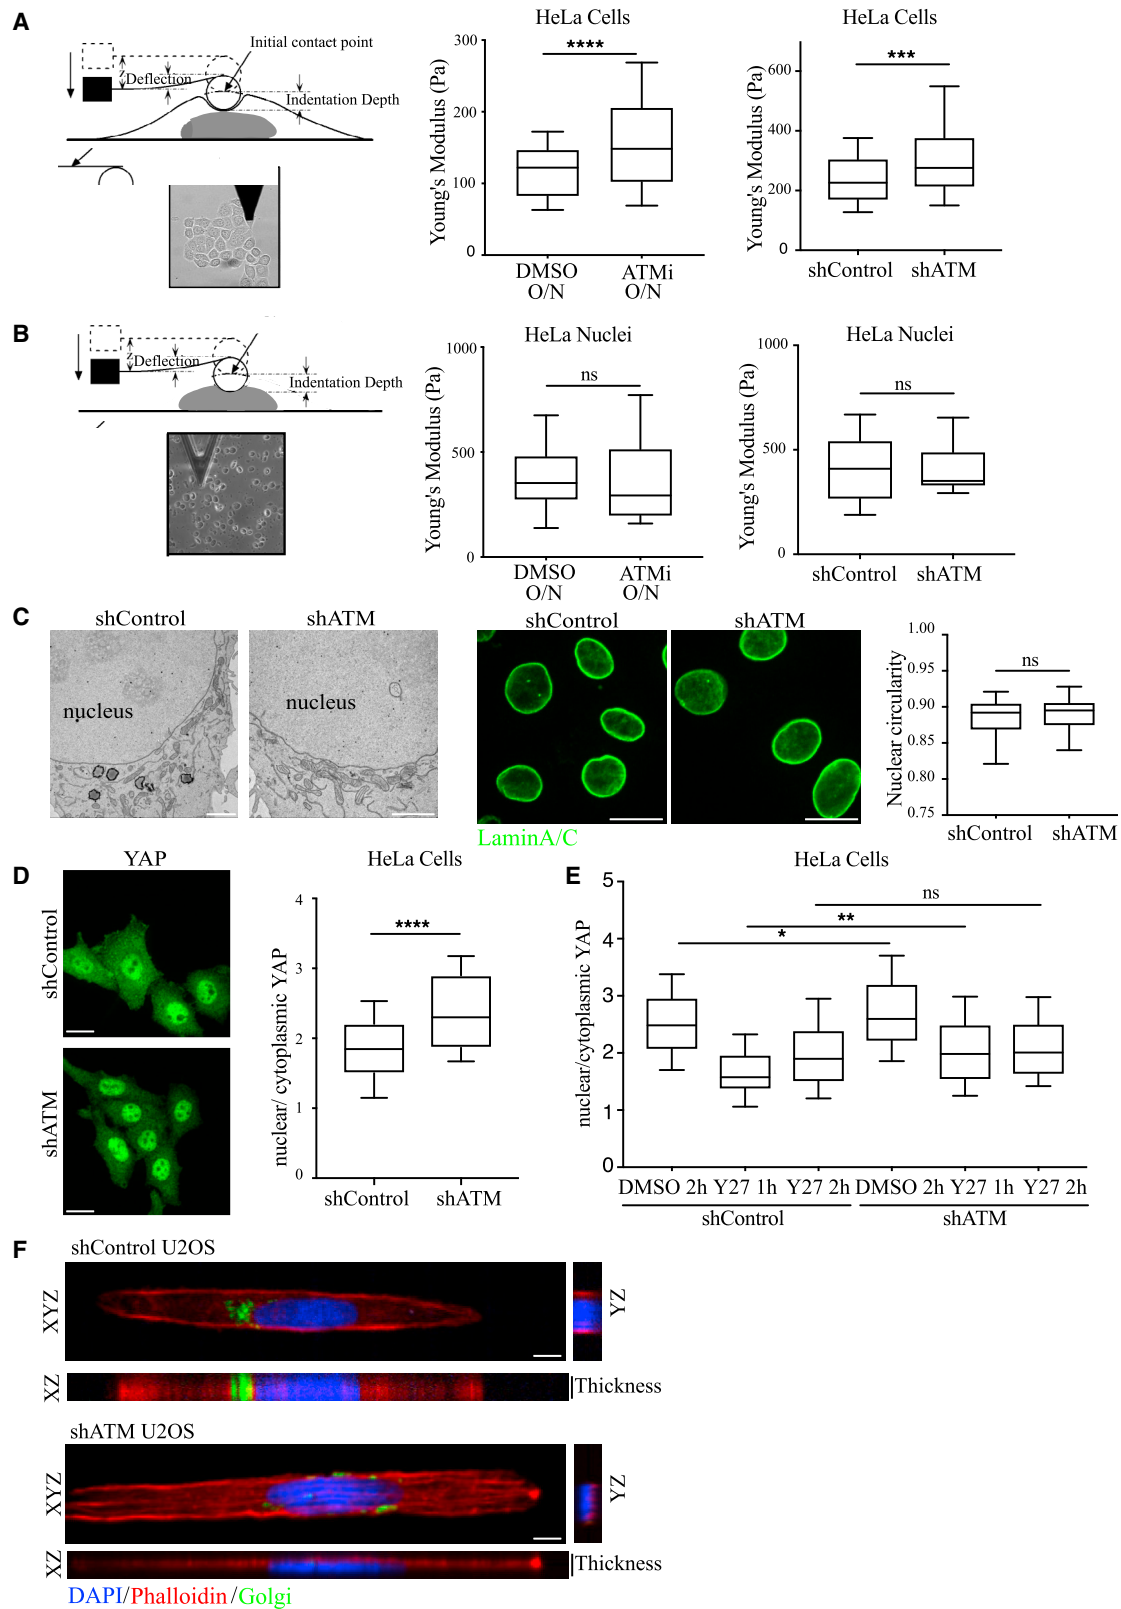 A
Initial contact point
z
Deflection
Indentation Depth
HeLa Cells
Young's Modulus (Pa)
300
200
100
0
****
DMSO O/N
ATMi O/N
HeLa Cells
Young's Modulus (Pa)
600
400
200
0
***
shControl
shATM
B
z
Deflection
Indentation Depth
HeLa Nuclei
Young's Modulus (Pa)
1000
500
0
ns
DMSO O/N
ATMi O/N
HeLa Nuclei
Young's Modulus (Pa)
1000
500
0
ns
shControl
shATM
C
shControl
shATM
nucleus
nucleus
shControl
shATM
LaminA/C
Nuclear circularity
1.00
0.95
0.90
0.85
0.80
0.75
ns
shControl
shATM
D
YAP
shControl
shATM
HeLa Cells
nuclear/ cytoplasmic YAP
4
3
2
1
0
****
shControl
shATM
E
HeLa Cells
nuclear/cytoplasmic YAP
5
4
3
2
1
0
ns
**
*
DMSO 2h Y27 1h Y27 2h DMSO 2h Y27 1h Y27 2h
shControl
shATM
F
shControl U2OS
XYZ
YZ
XZ
Thickness
shATM U2OS
XYZ
YZ
XZ
Thickness
DAPI/Phalloidin/Golgi